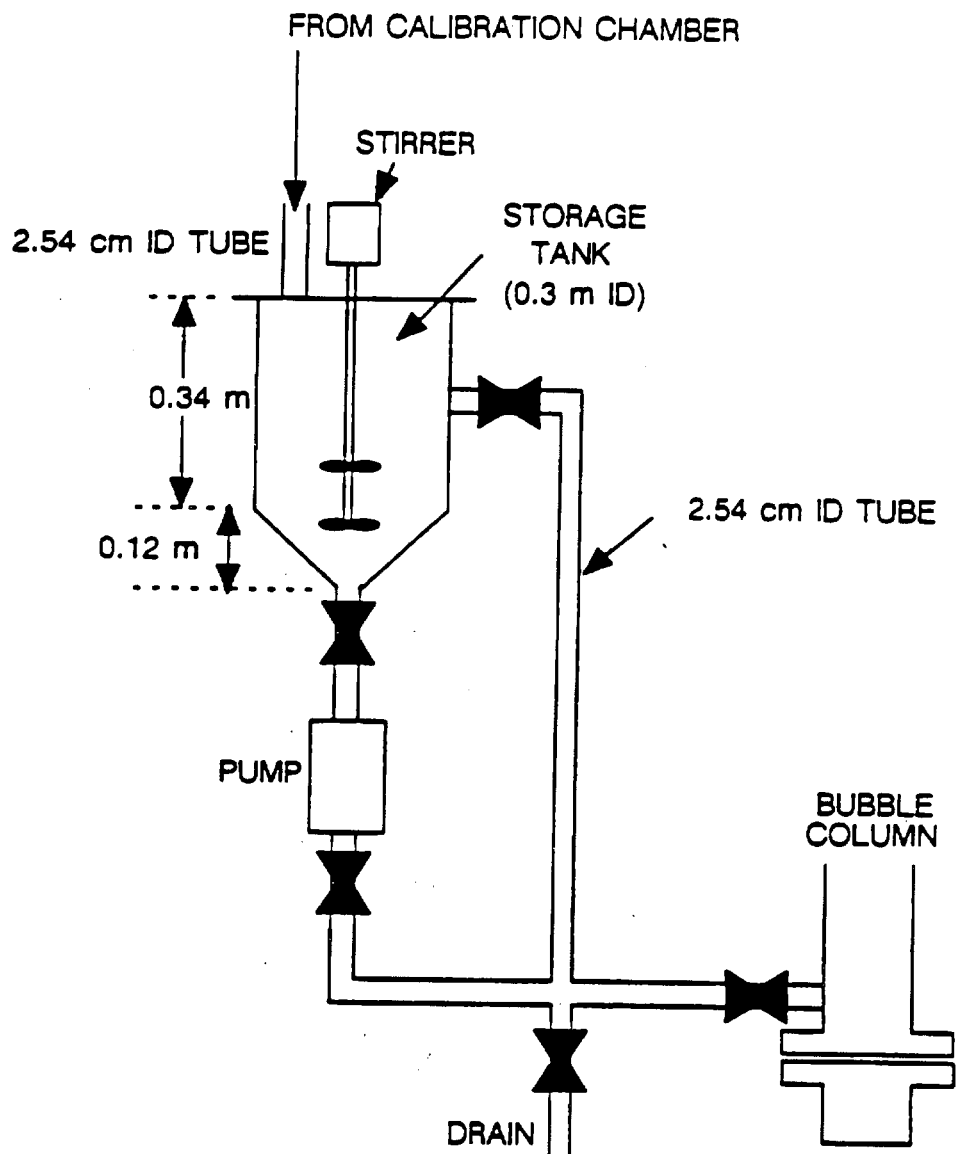 FROM CALIBRATION CHAMBER
STIRRER
2.54 cm ID TUBE
STORAGE
TANK
(0.3 m ID)
0.34 m
0.12 m
2.54 cm ID TUBE
PUMP
BUBBLE
COLUMN
DRAIN